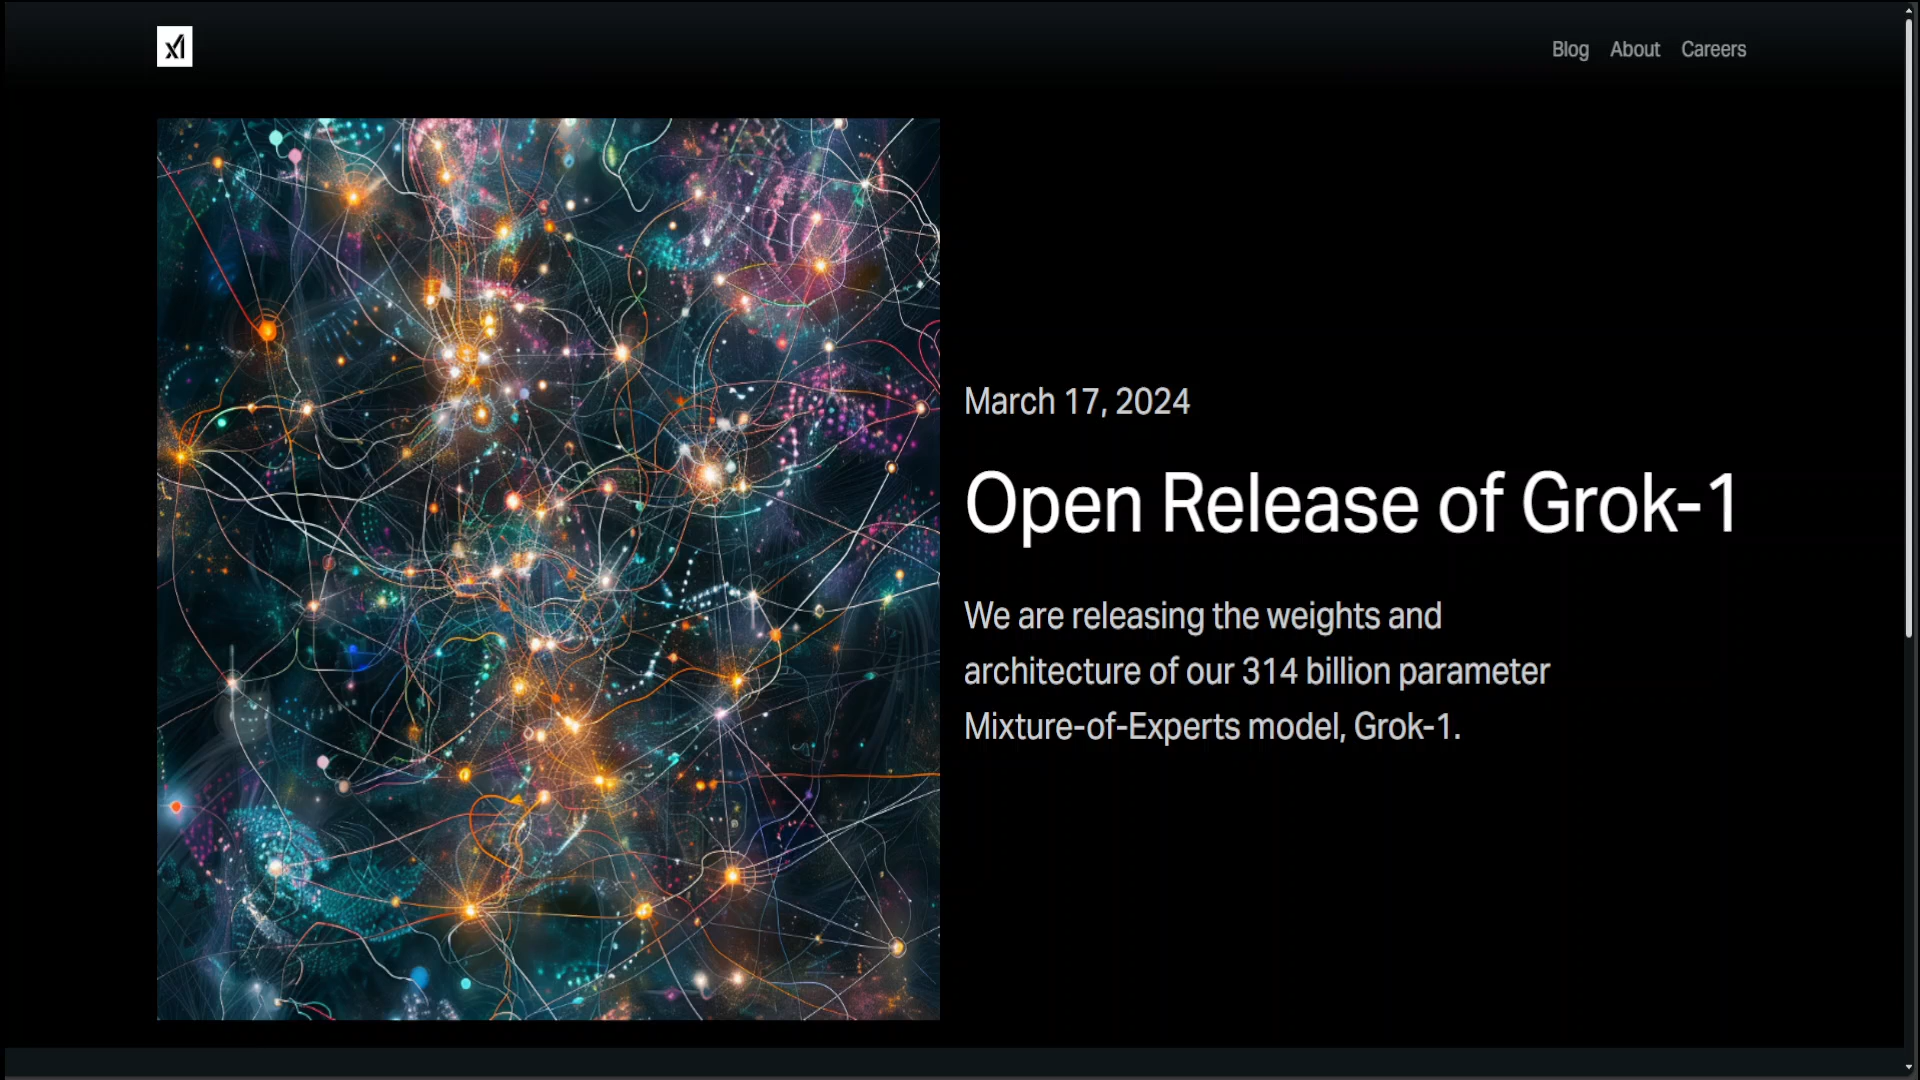 xI
Blog About Careers
March 17, 2024
Open Release of Grok-1
We are releasing the weights and
architecture of our 314 billion parameter
Mixture-of-Experts model, Grok-1.